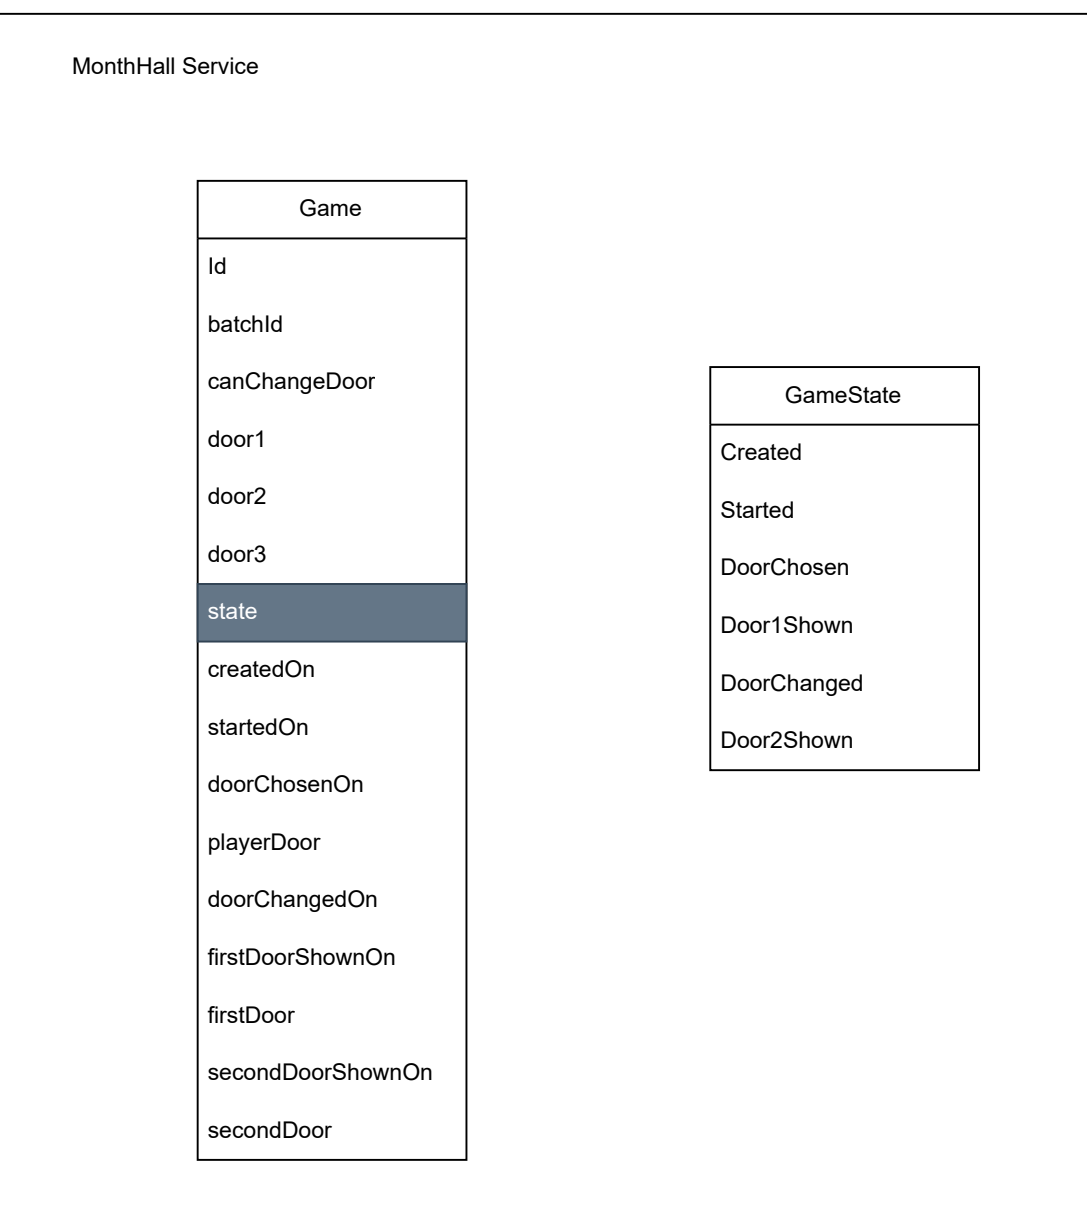 MonthHall Service
Game
Id
batchId
canChangeDoor
door1
door2
door3
state
createdOn
startedOn
doorChosenOn
playerDoor
doorChangedOn
firstDoorShownOn
firstDoor
secondDoorShownOn
secondDoor
GameState
Created
Started
DoorChosen
Door1Shown
DoorChanged
Door2Shown